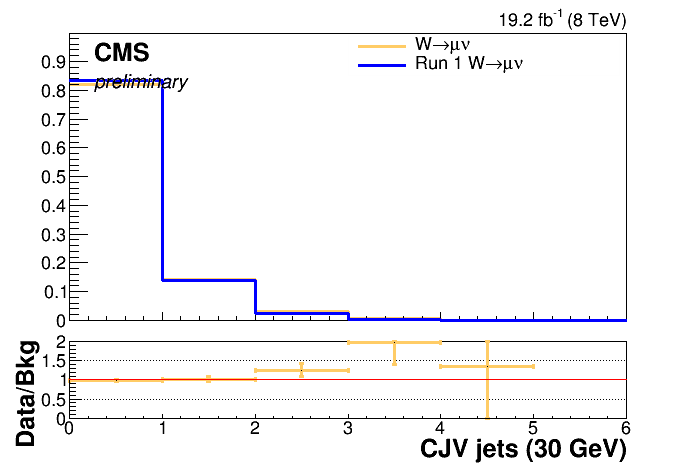 19.2 fb⁻¹ (8 TeV)
CMS
preliminary
W→μν
Run 1 W→μν
0.9
0.8
0.7
0.6
0.5
0.4
0.3
0.2
0.1
0
Data/Bkg
2
1.5
1
0.5
0
0 1 2 3 4 5 6
CJV jets (30 GeV)